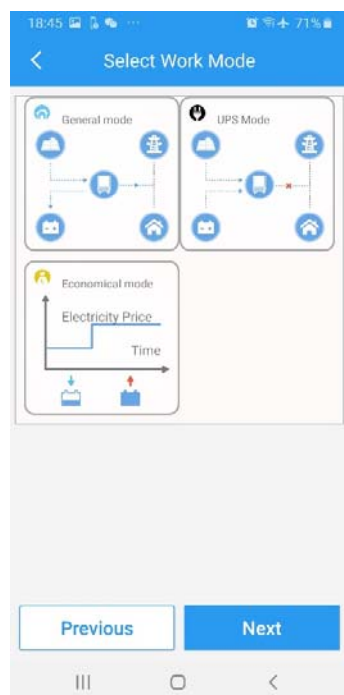 18:45
71%
Select Work Mode
General mode
UPS Mode
Economical mode
Electricity Price
Time
Previous
Next